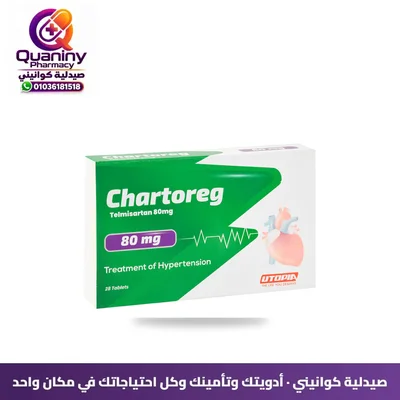 Quaniny
Pharmacy
صيدلية كوانيني
01036181518
Chartoreg
Telmisartan 80mg
80 mg
Treatment of Hypertension
20 Tablets
UTOPIA
صيدلية كوانيني - أدويتك وتأمينك وكل احتياجاتك في مكان واحد